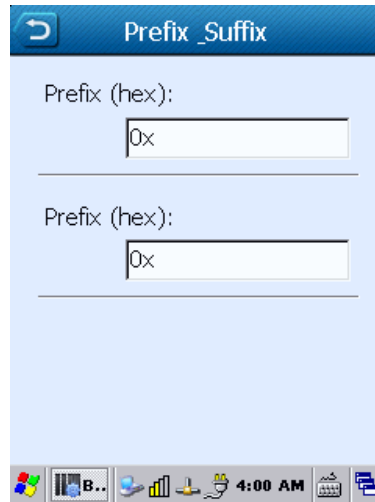 Prefix _Suffix
Prefix (hex):
0x
Prefix (hex):
0x
B.. 4:00 AM